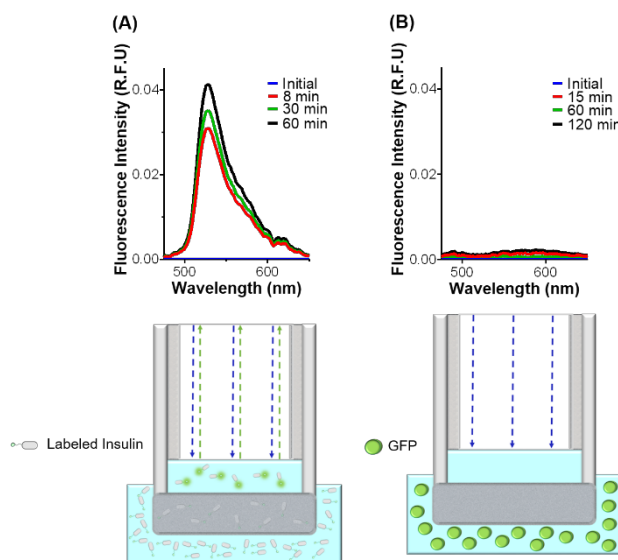 (A)
Fluorescence Intensity (R.F.U)
0.04
0.02
0.00
Initial
8 min
30 min
60 min
500
600
Wavelength (nm)
(B)
Fluorescence Intensity (R.F.U)
0.04
0.02
0.00
Initial
15 min
60 min
120 min
500
600
Wavelength (nm)
Labeled Insulin
GFP